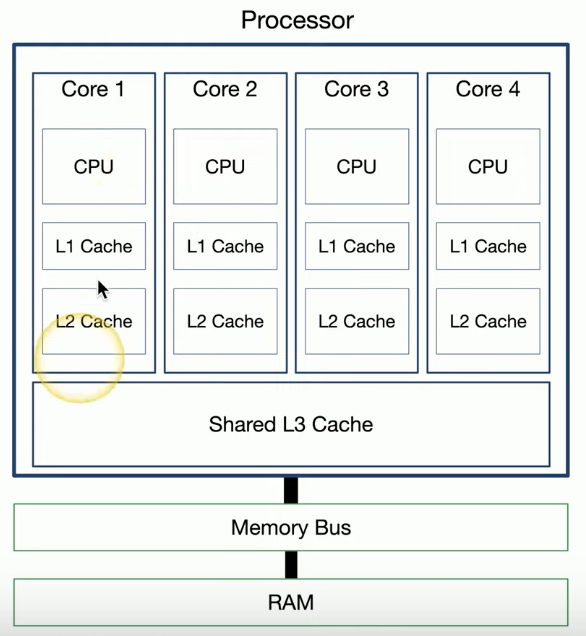 Processor
Core 1
Core 2
Core 3
Core 4
CPU
CPU
CPU
CPU
L1 Cache
L1 Cache
L1 Cache
L1 Cache
L2 Cache
L2 Cache
L2 Cache
L2 Cache
Shared L3 Cache
Memory Bus
RAM